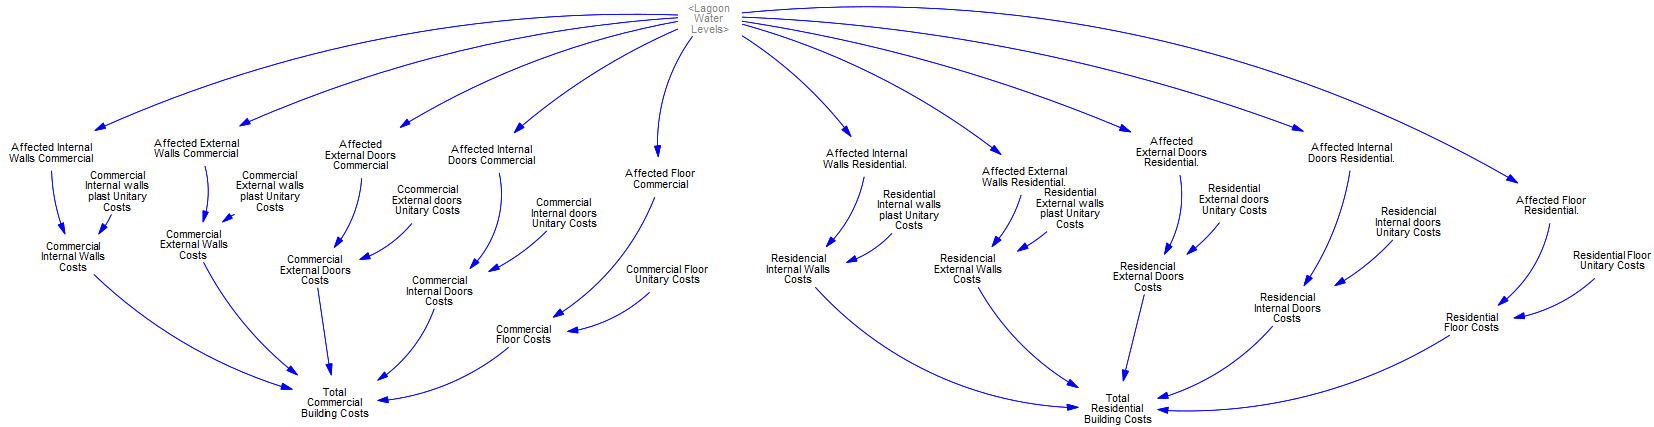 <Lagoon
Water
Levels>
Affected Internal
Walls Commercial
Affected External
Walls Commercial
Affected
External Doors
Commercial
Affected Internal
Doors Commercial
Affected Floor
Commercial
Affected Internal
Walls Residential.
Affected External
Walls Residential.
Affected
External Doors
Residential.
Affected Internal
Doors Residential.
Affected Floor
Residential.
Commercial
Internal walls
plast Unitary
Costs
Commercial
External walls
plast Unitary
Costs
Ccommercial
External doors
Unitary Costs
Commercial
Internal doors
Unitary Costs
Commercial Floor
Unitary Costs
Residencial
Internal walls
plast Unitary
Costs
Residential
External walls
plast Unitary
Costs
Residential
External doors
Unitary Costs
Residencial
Internal doors
Unitary Costs
Residential Floor
Unitary Costs
Commercial
Internal Walls
Costs
Commercial
External Walls
Costs
Commercial
External Doors
Costs
Commercial
Internal Doors
Costs
Commercial
Floor Costs
Residencial
Internal Walls
Costs
Residencial
External Walls
Costs
Residencial
External Doors
Costs
Residencial
Internal Doors
Costs
Residential
Floor Costs
Total
Commercial
Building Costs
Total
Residential
Building Costs